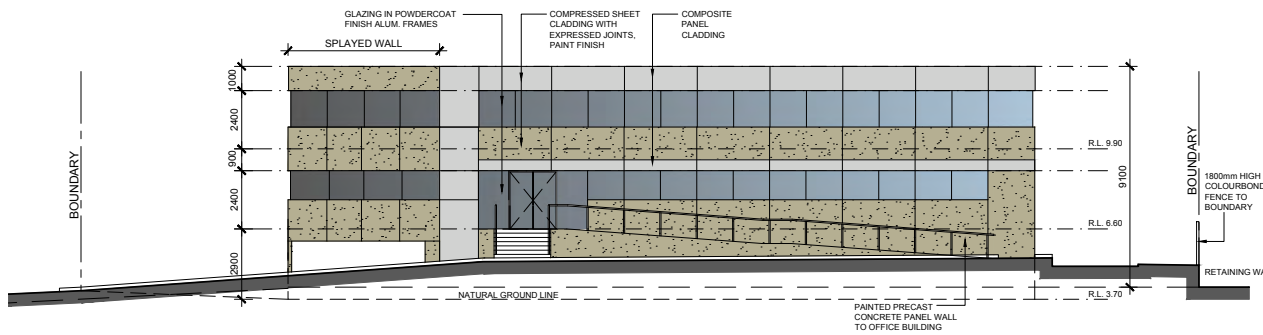 GLAZING IN POWDERCOAT
FINISH ALUM. FRAMES
COMPRESSED SHEET
CLADDING WITH
EXPRESSED JOINTS,
PAINT FINISH
COMPOSITE
PANEL
CLADDING
SPLAYED WALL
1000
2400
900
2400
2900
BOUNDARY
R.L. 9.90
R.L. 6.60
R.L. 3.70
9100
BOUNDARY
1800mm HIGH
COLOURBOND
FENCE TO
BOUNDARY
RETAINING WA
NATURAL GROUND LINE
PAINTED PRECAST
CONCRETE PANEL WALL
TO OFFICE BUILDING